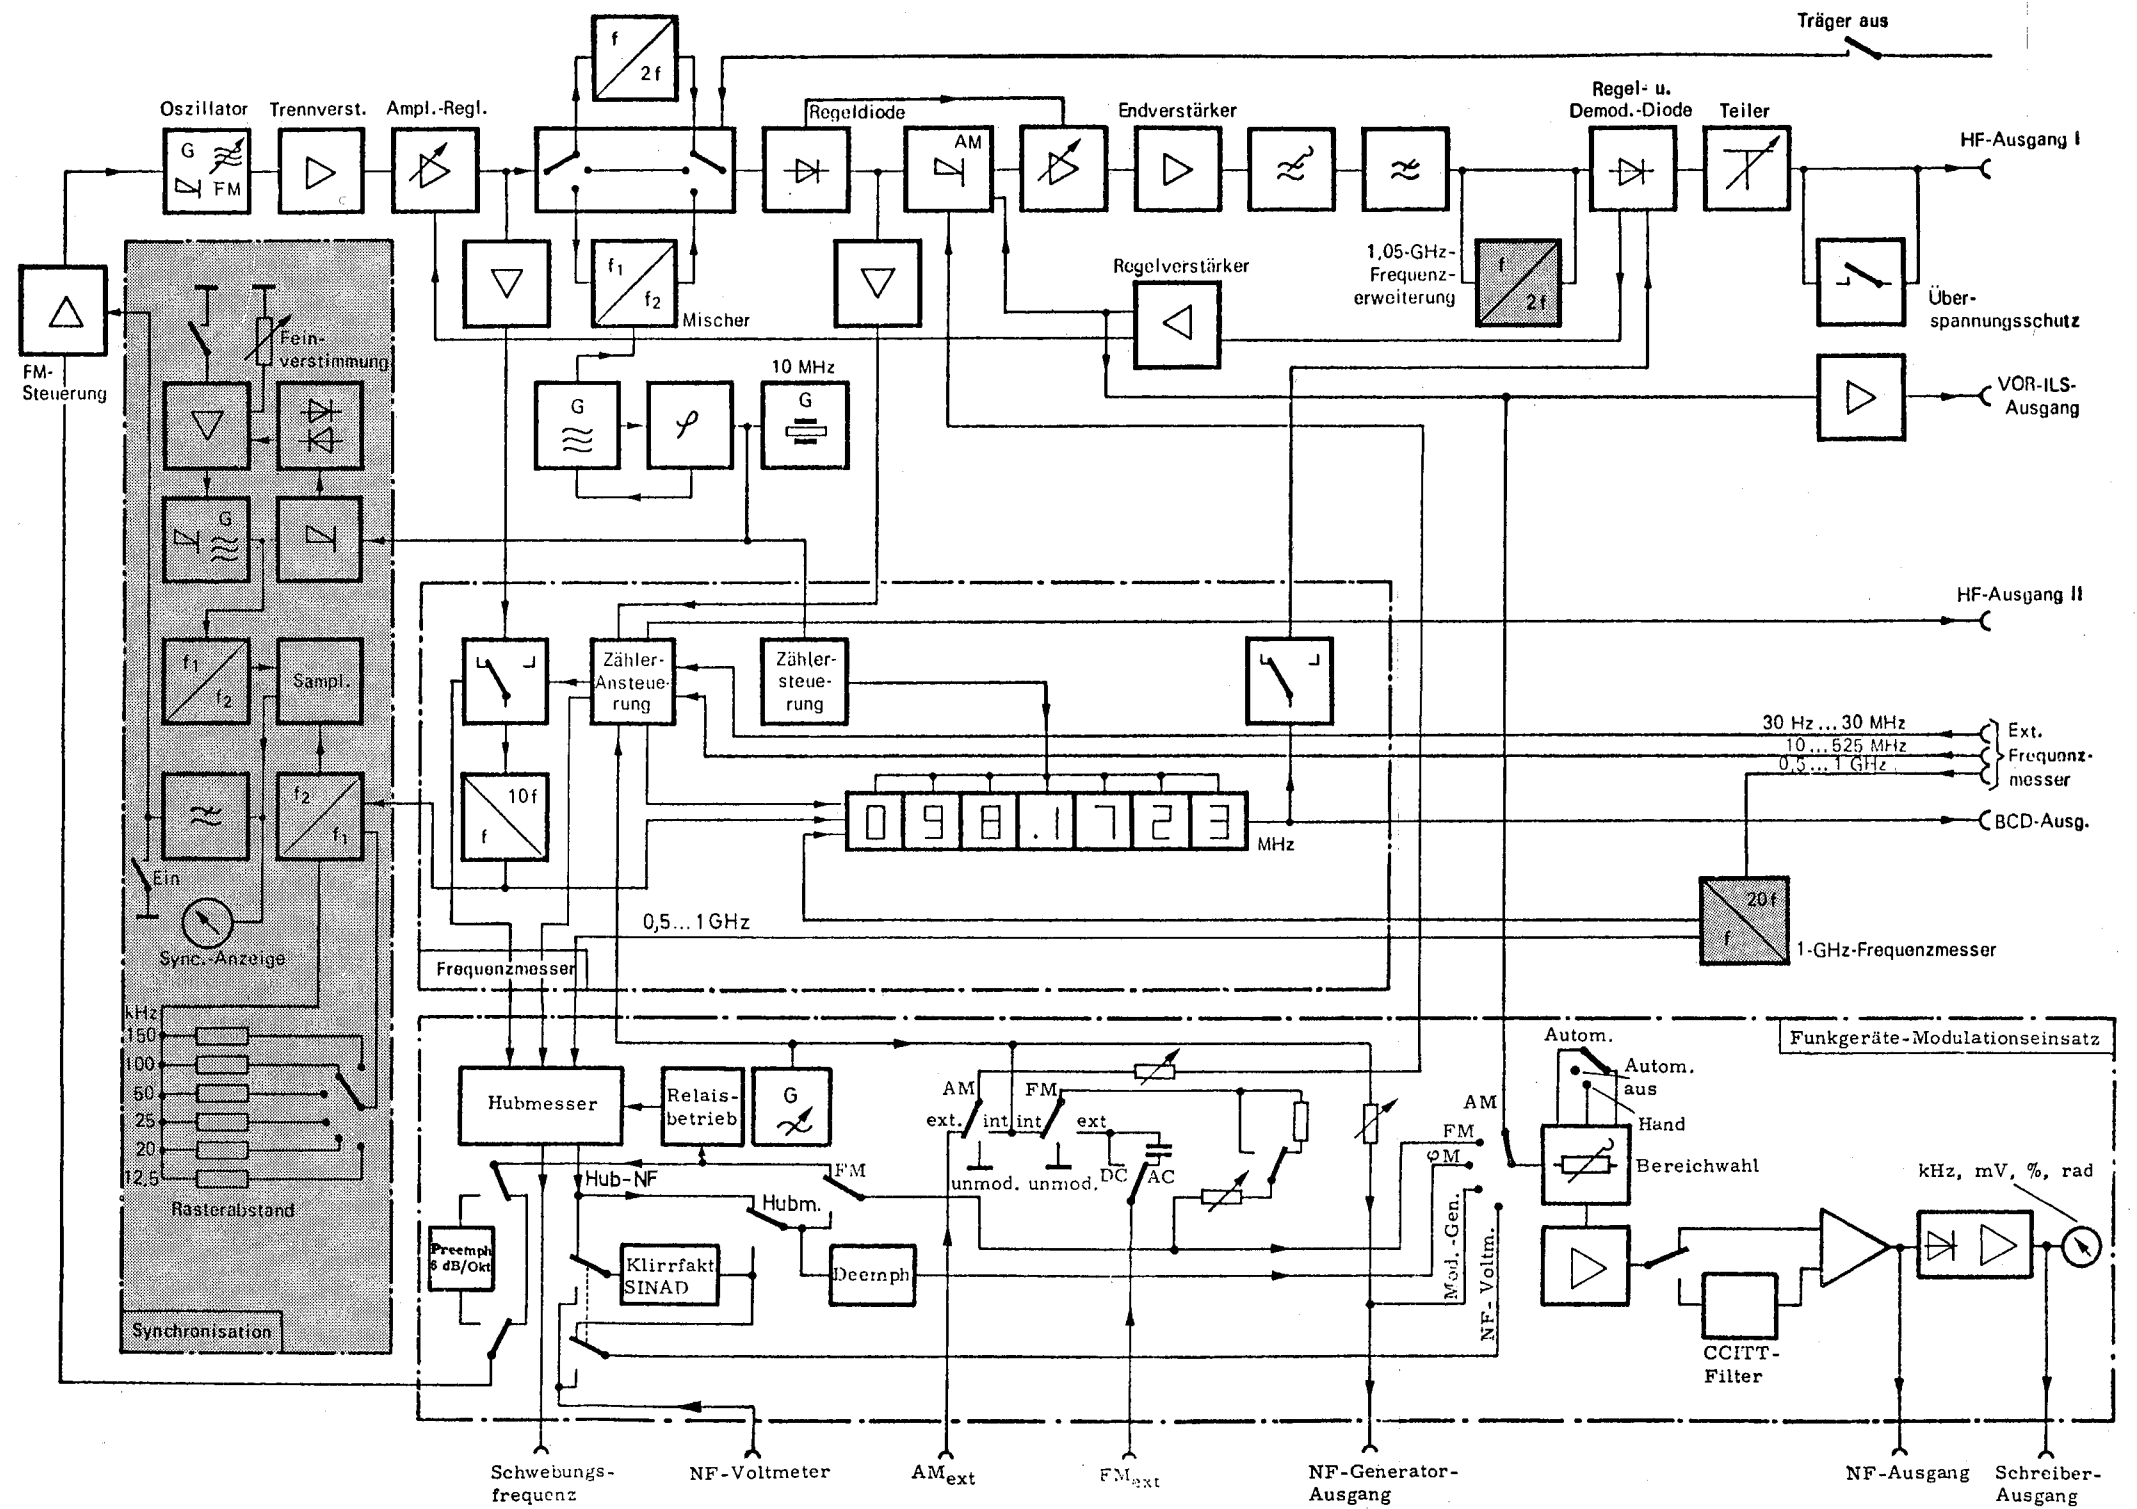 Träger aus
f
2f
Oszillator
Trennverst.
Ampl.-Regl.
Regeldiode
Endverstärker
Regel- u.
Demod.-Diode
Teiler
G
FM
AM
HF-Ausgang I
f1
f2
Mischer
Regelverstärker
1,05-GHz-
Frequenz-
erweiterung
f
2f
Über-
spannungsschutz
FM-
Steuerung
Fein-
verstimmung
10 MHz
G
G
φ
VOR-ILS-
Ausgang
G
HF-Ausgang II
f1
f2
Sampl.
Zähler-
Ansteue-
rung
Zähler-
steue-
rung
30 Hz ... 30 MHz
10 ... 525 MHz
0,5 ... 1 GHz
Ext.
Frequenz-
messer
f2
f1
10f
f
098.1723
MHz
BCD-Ausg.
Ein
20f
f
1-GHz-Frequenzmesser
0,5...1 GHz
Sync.-Anzeige
Frequenzmesser
kHz
150
100
50
25
20
12,5
Rasterabstand
Synchronisation
Funkgeräte-Modulationseinsatz
Hubmesser
Relais-
betrieb
G
AM
ext.
int
int
FM
ext
unmod.
unmod.
DC
AC
Autom.
Autom.
aus
Hand
Bereichwahl
AM
FM
φM
Mod.-Gen.
NF-Voltm.
kHz, mV, %, rad
Hub-NF
FM
Hubm.
Preemph
6 dB/Okt
Klirrfakt
SINAD
Deemph
CCITT-
Filter
Schwebungs-
frequenz
NF-Voltmeter
AMext
FMext
NF-Generator-
Ausgang
NF-Ausgang
Schreiber-
Ausgang